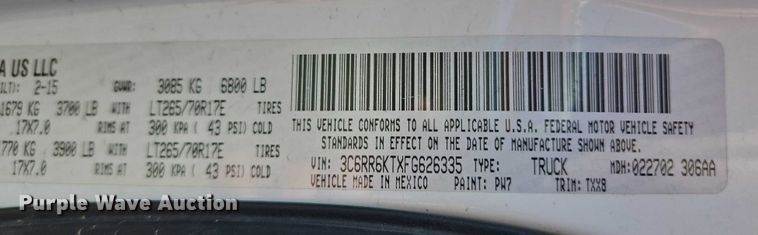 A US LLC
ILT): 2-15 GVWR: 3085 KG 6800 LB
1679 KG 3700 LB WITH LT265/70R17E TIRES
17X7.0 RIMS AT 300 KPA ( 43 PSI) COLD
1770 KG 3900 LB WITH LT265/70R17E TIRES
17X7.0 RIMS AT 300 KPA ( 43 PSI) COLD
THIS VEHICLE CONFORMS TO ALL APPLICABLE U.S.A. FEDERAL MOTOR VEHICLE SAFETY
STANDARDS IN EFFECT ON THE DATE OF MANUFACTURE SHOWN ABOVE.
VIN: 3C6RR6KTXFG626335 TYPE: TRUCK MDH: 022702 306AA
VEHICLE MADE IN MEXICO PAINT: PW7 TRIM: TXX8
Purple Wave Auction